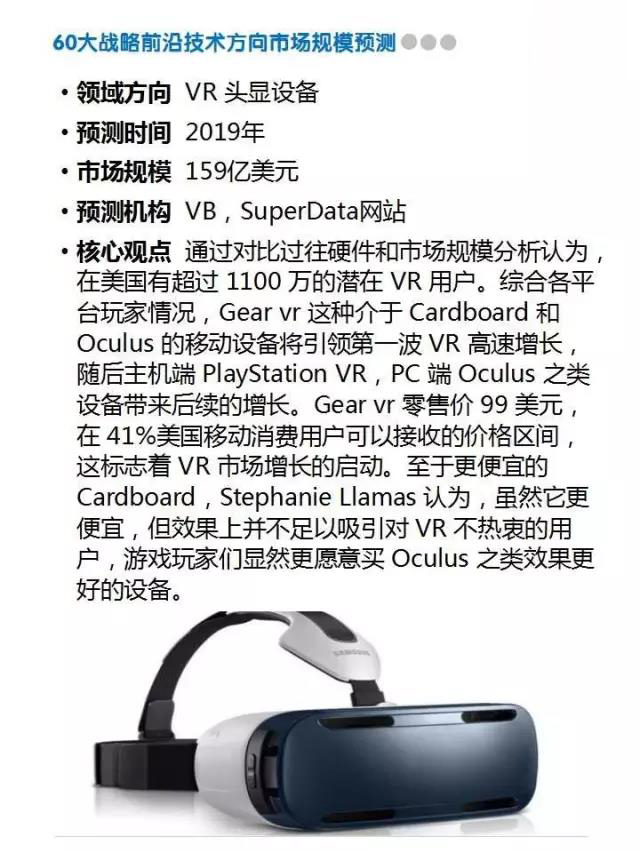 60大战略前沿技术方向市场规模预测
• 领域方向 VR 头显设备
• 预测时间 2019年
• 市场规模 159亿美元
• 预测机构 VB，SuperData网站
• 核心观点 通过对比过往硬件和市场规模分析认为，
在美国有超过 1100 万的潜在 VR 用户。综合各平
台玩家情况，Gear vr 这种介于 Cardboard 和
Oculus 的移动设备将引领第一波 VR 高速增长，
随后主机端 PlayStation VR，PC 端 Oculus 之类
设备带来后续的增长。Gear vr 零售价 99 美元，
在 41%美国移动消费用户可以接收的价格区间，
这标志着 VR 市场增长的启动。至于更便宜的
Cardboard，Stephanie Llamas 认为，虽然它更
便宜，但效果上并不足以吸引对 VR 不热衷的用
户，游戏玩家们显然更愿意买 Oculus 之类效果更
好的设备。
SAMSUNG